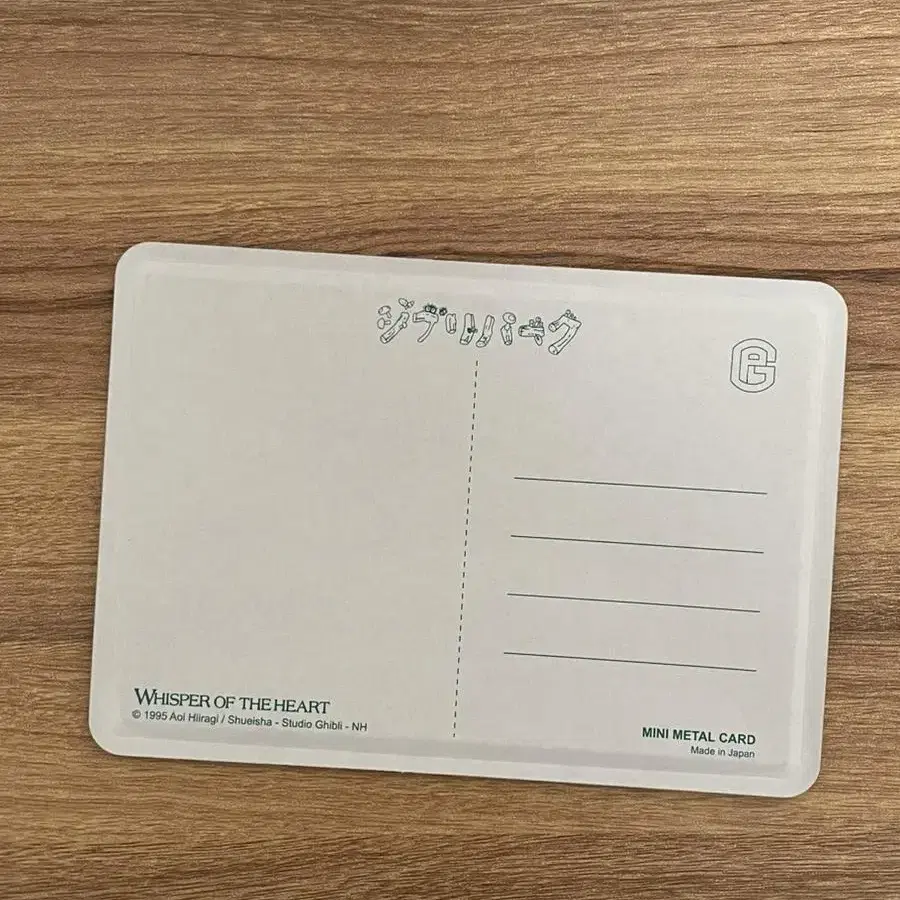 ジブリパーク
WHISPER OF THE HEART
© 1995 Aoi Hiiragi / Shueisha - Studio Ghibli - NH
MINI METAL CARD
Made in Japan